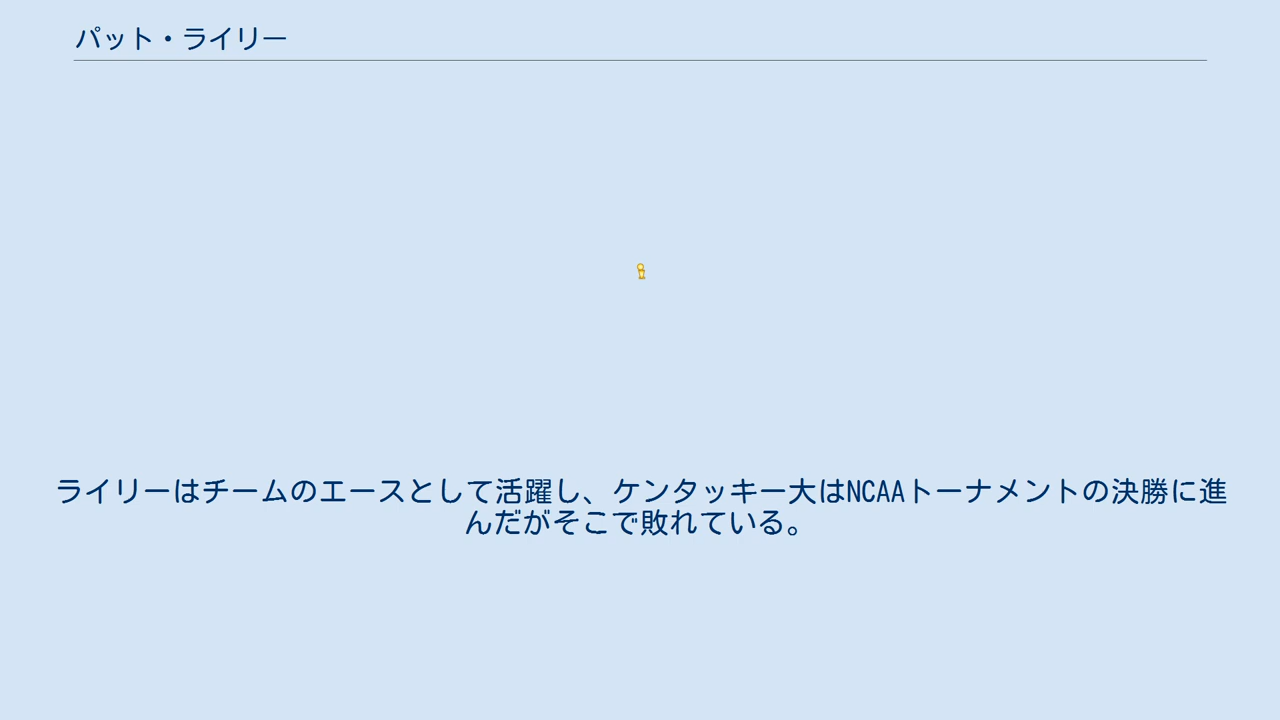 パット・ライリー
ライリーはチームのエースとして活躍し、ケンタッキー大はNCAAトーナメントの決勝に進
んだがそこで敗れている。